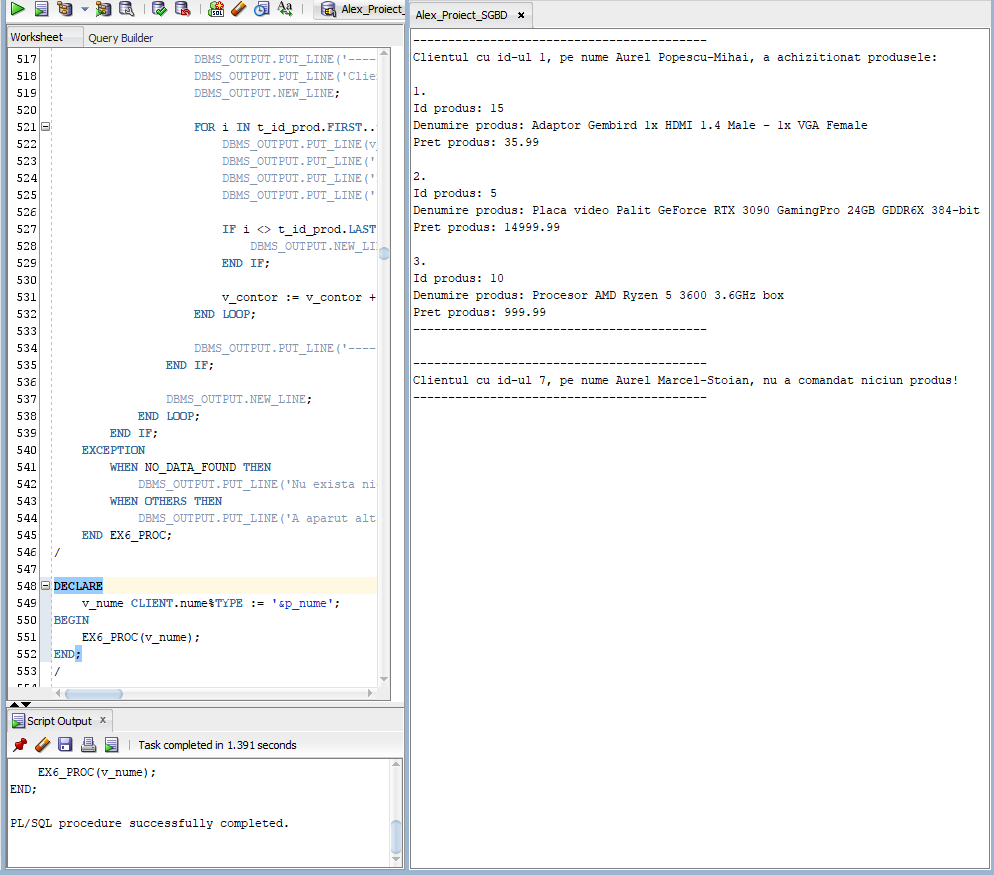 Alex_Proiect_
Worksheet Query Builder
517 DBMS_OUTPUT.PUT_LINE('----
518 DBMS_OUTPUT.PUT_LINE('Clie
519 DBMS_OUTPUT.NEW_LINE;
520
521 FOR i IN t_id_prod.FIRST..
522 DBMS_OUTPUT.PUT_LINE(v_
523 DBMS_OUTPUT.PUT_LINE('
524 DBMS_OUTPUT.PUT_LINE('
525 DBMS_OUTPUT.PUT_LINE('
526
527 IF i <> t_id_prod.LAST
528 DBMS_OUTPUT.NEW_LI
529 END IF;
530
531 v_contor := v_contor +
532 END LOOP;
533
534 DBMS_OUTPUT.PUT_LINE('----
535 END IF;
536
537 DBMS_OUTPUT.NEW_LINE;
538 END LOOP;
539 END IF;
540 EXCEPTION
541 WHEN NO_DATA_FOUND THEN
542 DBMS_OUTPUT.PUT_LINE('Nu exista ni
543 WHEN OTHERS THEN
544 DBMS_OUTPUT.PUT_LINE('A aparut alt
545 END EX6_PROC;
546 /
547
548 DECLARE
549 v_nume CLIENT.nume%TYPE := '&p_nume';
550 BEGIN
551 EX6_PROC(v_nume);
552 END;
553 /
Script Output x
Task completed in 1.391 seconds
EX6_PROC(v_nume);
END;
PL/SQL procedure successfully completed.
Alex_Proiect_SGBD x
------------------------------------------
Clientul cu id-ul 1, pe nume Aurel Popescu-Mihai, a achizitionat produsele:
1.
Id produs: 15
Denumire produs: Adaptor Gembird 1x HDMI 1.4 Male - 1x VGA Female
Pret produs: 35.99
2.
Id produs: 5
Denumire produs: Placa video Palit GeForce RTX 3090 GamingPro 24GB GDDR6X 384-bit
Pret produs: 14999.99
3.
Id produs: 10
Denumire produs: Procesor AMD Ryzen 5 3600 3.6GHz box
Pret produs: 999.99
------------------------------------------
------------------------------------------
Clientul cu id-ul 7, pe nume Aurel Marcel-Stoian, nu a comandat niciun produs!
------------------------------------------